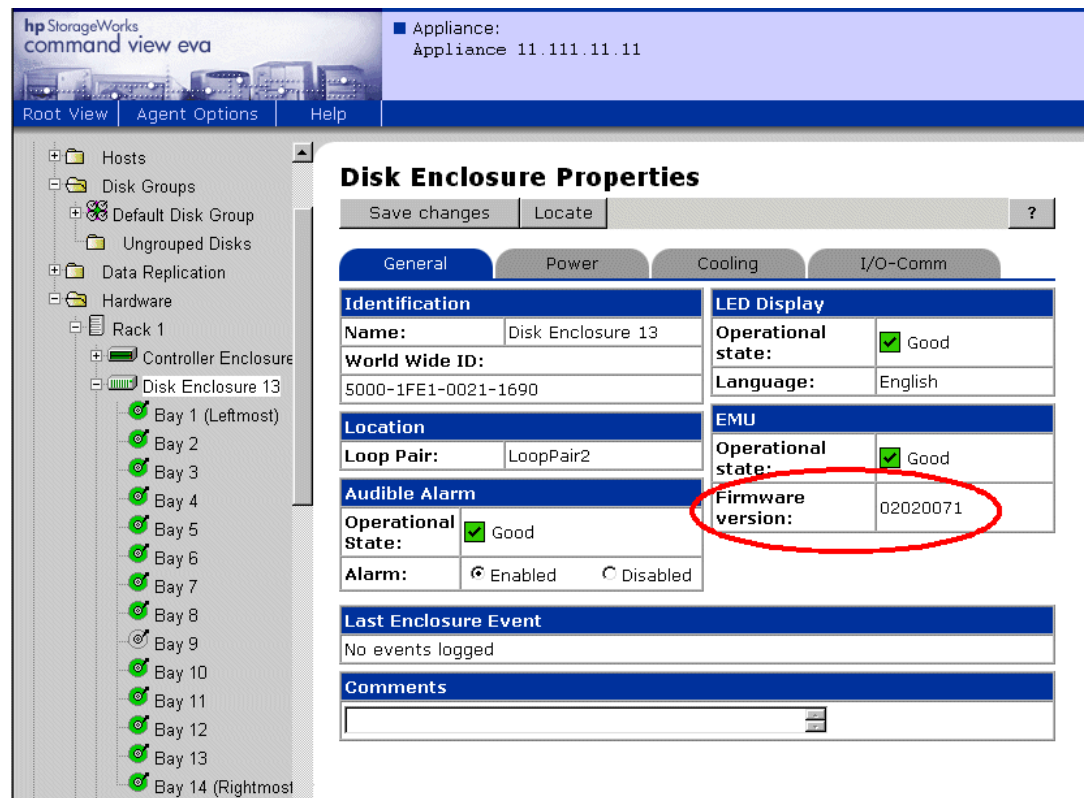 hp StorageWorks
command view eva
Appliance:
Appliance 11.111.11.11
Root View Agent Options Help
Hosts
Disk Groups
Default Disk Group
Ungrouped Disks
Data Replication
Hardware
Rack 1
Controller Enclosure
Disk Enclosure 13
Bay 1 (Leftmost)
Bay 2
Bay 3
Bay 4
Bay 5
Bay 6
Bay 7
Bay 8
Bay 9
Bay 10
Bay 11
Bay 12
Bay 13
Bay 14 (Rightmost
Disk Enclosure Properties
Save changes Locate ?
General Power Cooling I/O-Comm
Identification
Name: Disk Enclosure 13
World Wide ID:
5000-1FE1-0021-1690
Location
Loop Pair: LoopPair2
Audible Alarm
Operational
State: Good
Alarm: Enabled Disabled
LED Display
Operational
state: Good
Language: English
EMU
Operational
state: Good
Firmware
version: 02020071
Last Enclosure Event
No events logged
Comments